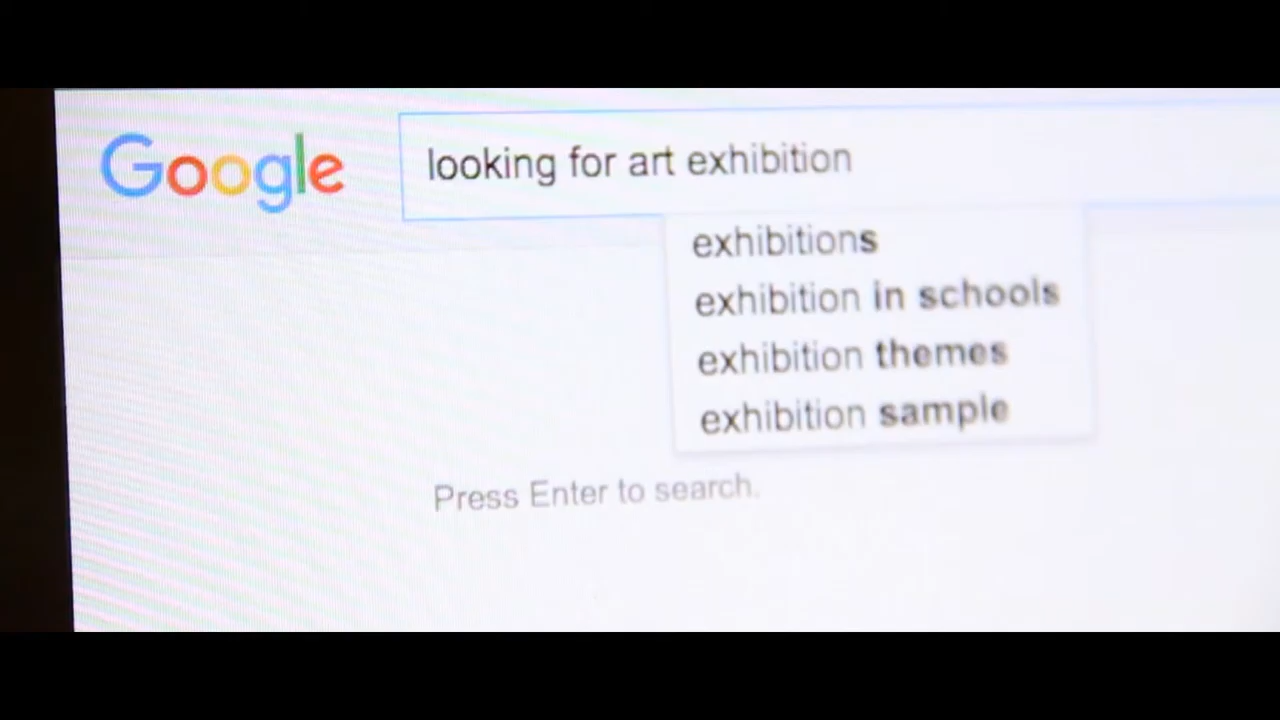 Google
looking for art exhibition
exhibitions
exhibition in schools
exhibition themes
exhibition sample
Press Enter to search.